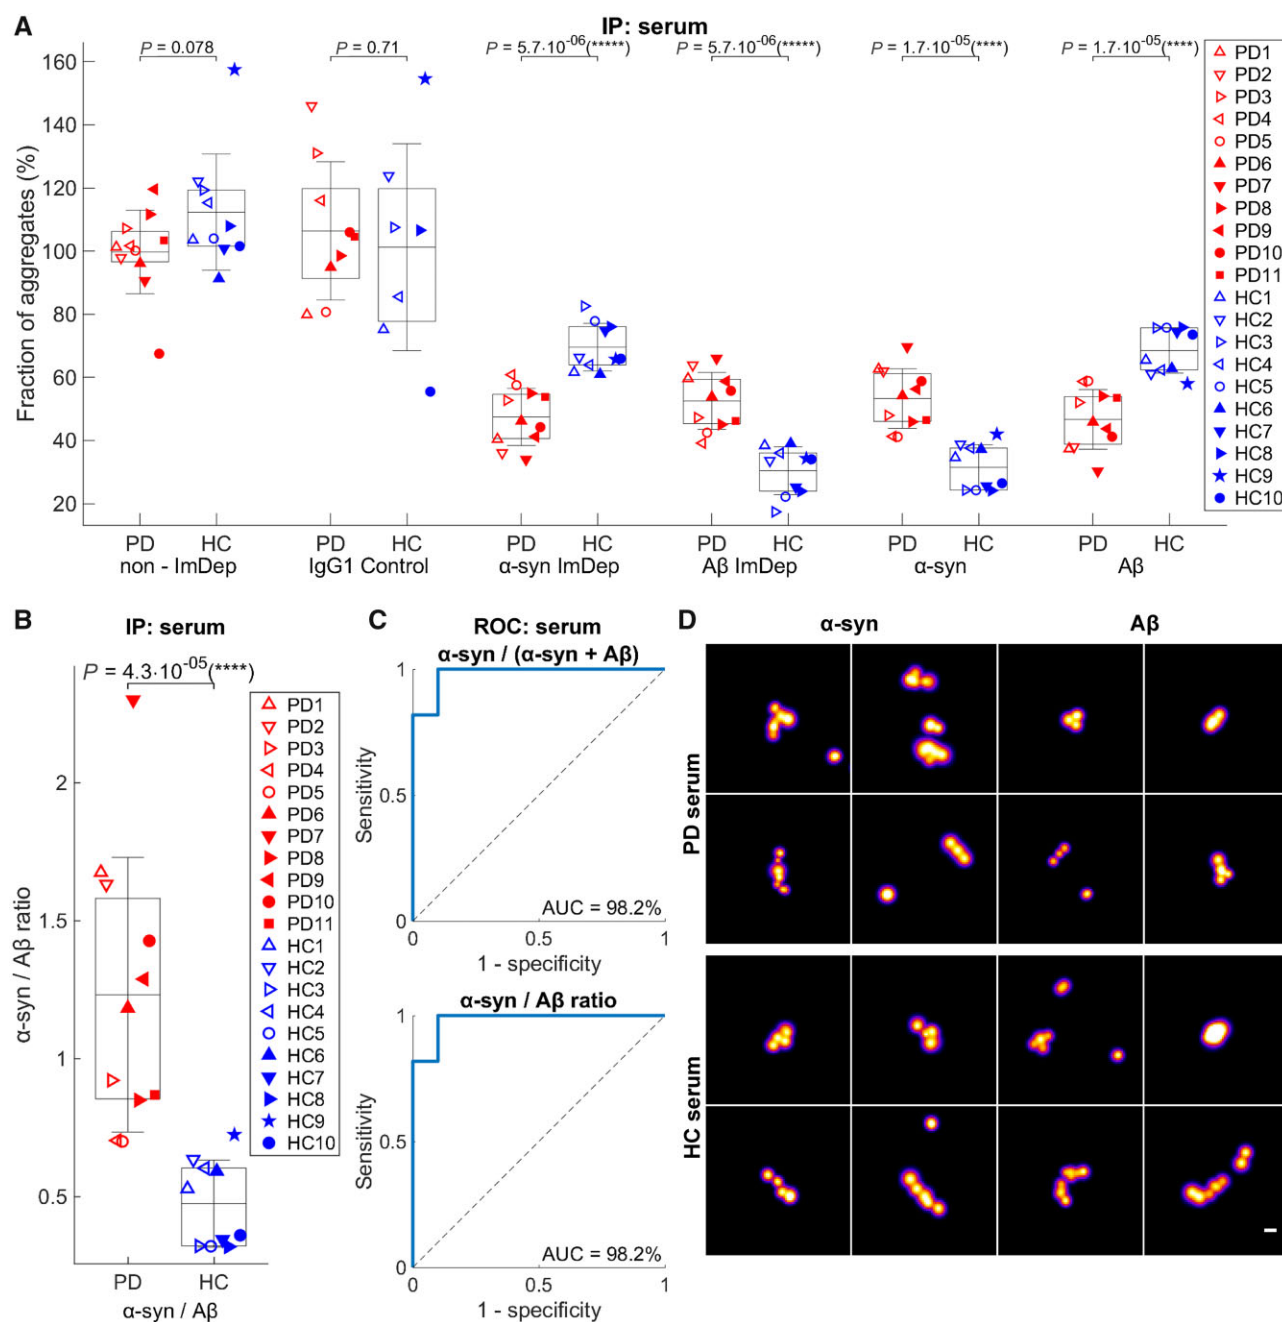 A
IP: serum
P = 0.078
P = 0.71
P = 5.7·10-06(*****)
P = 5.7·10-06(*****)
P = 1.7·10-05(****)
P = 1.7·10-05(****)
Fraction of aggregates (%)
160
140
120
100
80
60
40
20
PD HC
non - ImDep
PD HC
IgG1 Control
PD HC
α-syn ImDep
PD HC
Aβ ImDep
PD HC
α-syn
PD HC
Aβ
PD1
PD2
PD3
PD4
PD5
PD6
PD7
PD8
PD9
PD10
PD11
HC1
HC2
HC3
HC4
HC5
HC6
HC7
HC8
HC9
HC10
B
IP: serum
P = 4.3·10-05(****)
α-syn / Aβ ratio
2
1.5
1
0.5
PD HC
α-syn / Aβ
PD1
PD2
PD3
PD4
PD5
PD6
PD7
PD8
PD9
PD10
PD11
HC1
HC2
HC3
HC4
HC5
HC6
HC7
HC8
HC9
HC10
C
ROC: serum
α-syn / (α-syn + Aβ)
Sensitivity
1
0.5
0
AUC = 98.2%
0 0.5 1
1 - specificity
α-syn / Aβ ratio
Sensitivity
1
0.5
0
AUC = 98.2%
0 0.5 1
1 - specificity
D
α-syn
Aβ
PD serum
HC serum